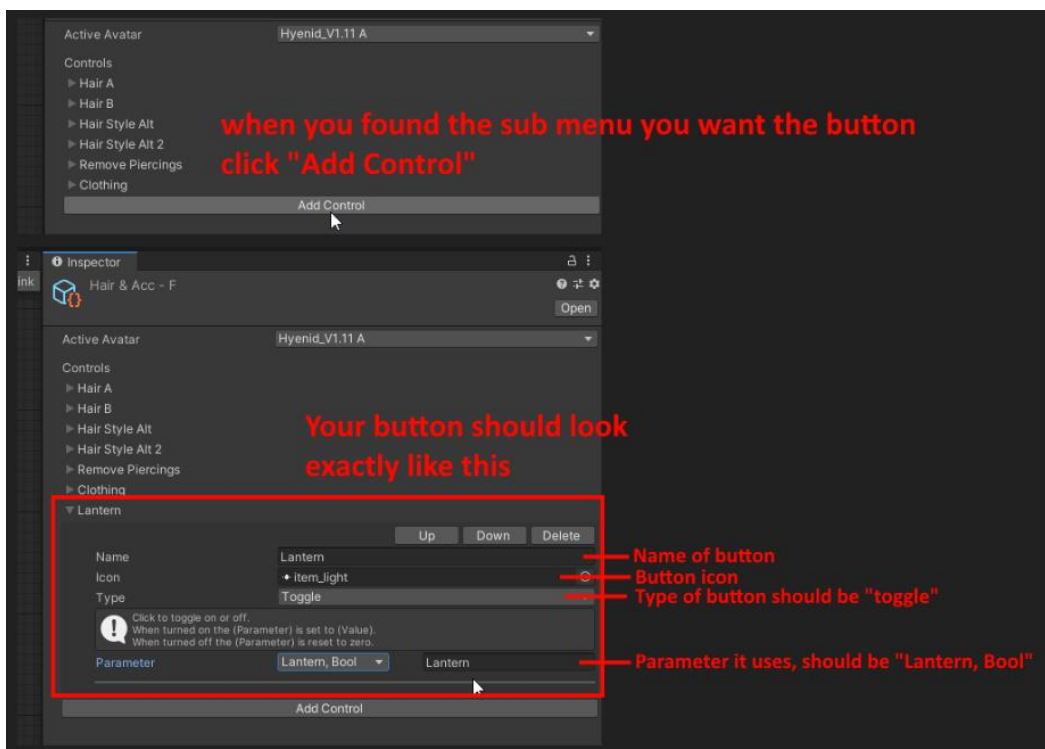 Active Avatar Hyenid_V1.11 A
Controls
Hair A
Hair B
Hair Style Alt
Hair Style Alt 2
Remove Piercings
Clothing
when you found the sub menu you want the button
click "Add Control"
Add Control
Inspector
ink
Hair & Acc - F
Open
Active Avatar Hyenid_V1.11 A
Controls
Hair A
Hair B
Hair Style Alt
Hair Style Alt 2
Remove Piercings
Clothing
Your button should look
exactly like this
Lantern
Up Down Delete
Name Lantern Name of button
Icon item_light Button icon
Type Toggle Type of button should be "toggle"
Click to toggle on or off.
When turned on the (Parameter) is set to (Value).
When turned off the (Parameter) is reset to zero.
Parameter Lantern, Bool Lantern Parameter it uses, should be "Lantern, Bool"
Add Control